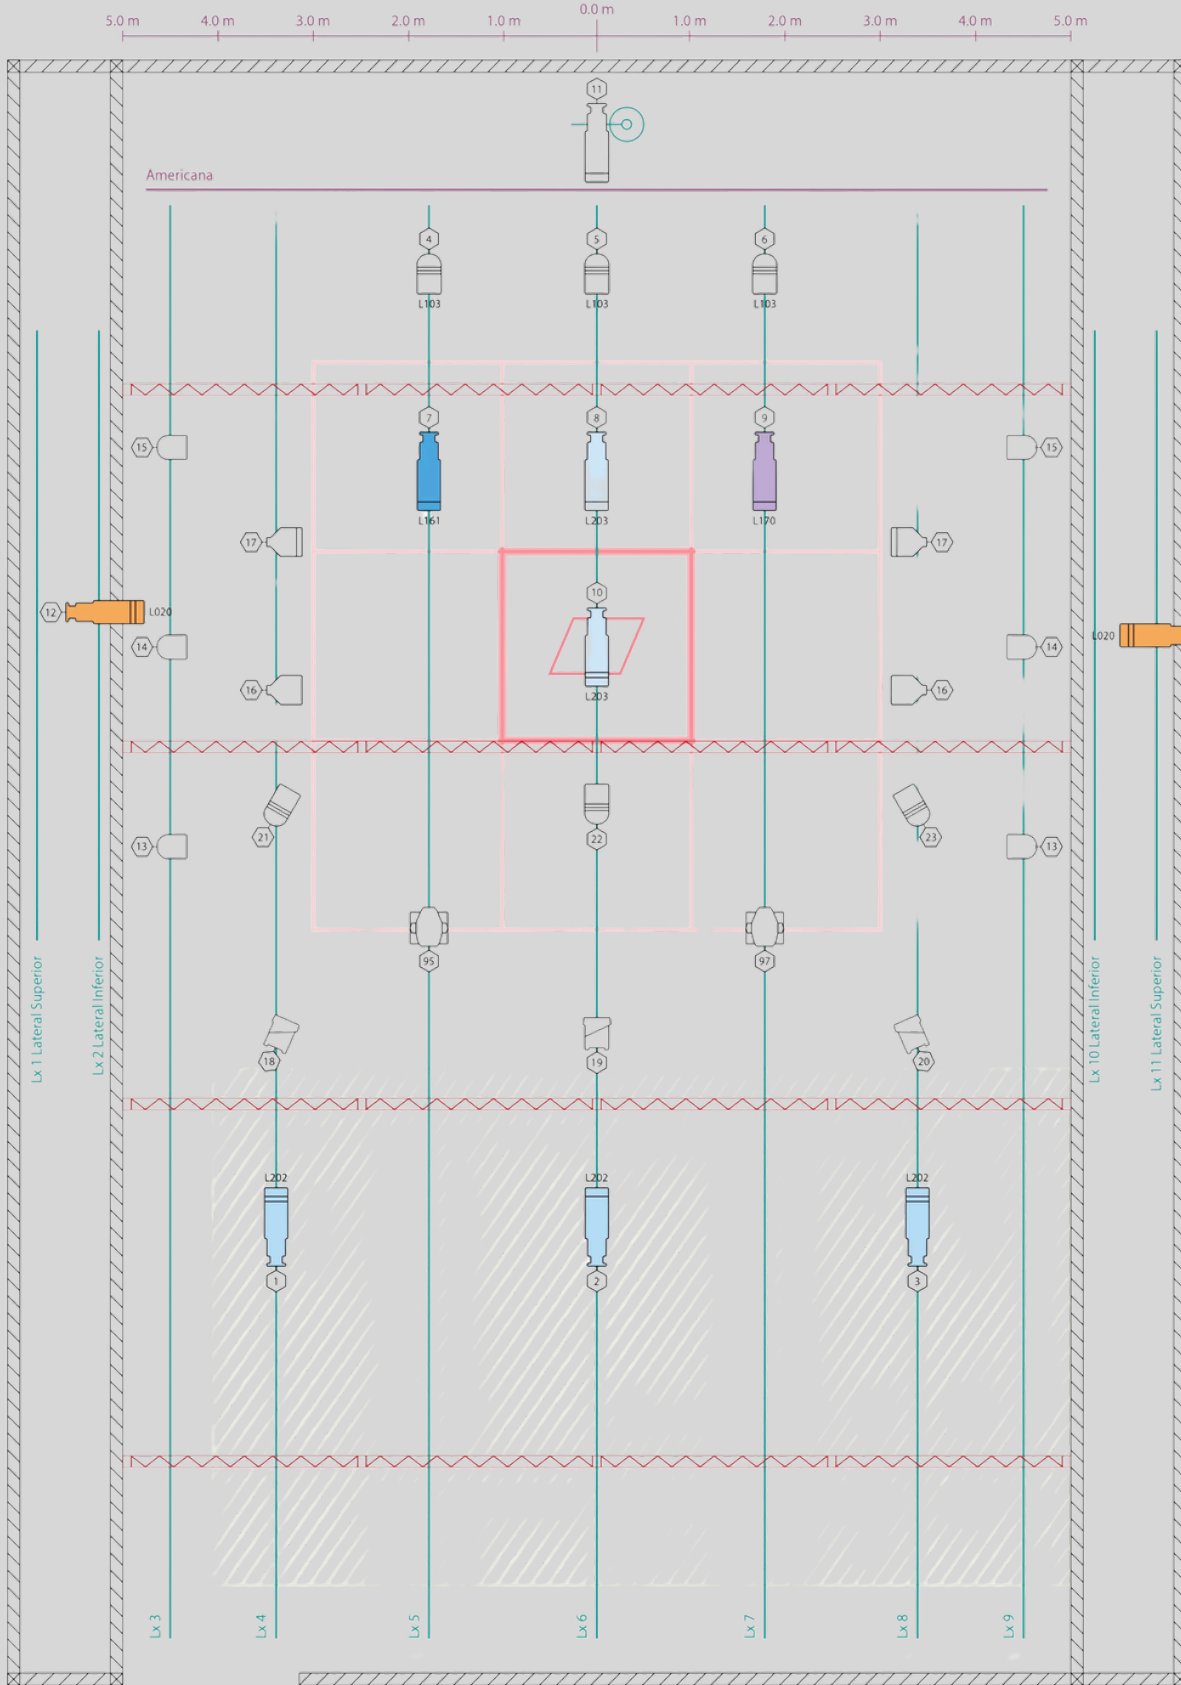 0.0 m
5.0 m 4.0 m 3.0 m 2.0 m 1.0 m 1.0 m 2.0 m 3.0 m 4.0 m 5.0 m
11
Americana
4 5 6
L103 L103 L103
7 8 9
15 15
L161 L203 L170
17 17
10
12 L020
L020
14 14
16 16
L203
21 22 23
13 13
95 97
Lx 1 Lateral Superior
Lx 2 Lateral Inferior
Lx 10 Lateral Inferior
Lx 11 Lateral Superior
18 19 20
L202 L202 L202
1 2 3
Lx 3
Lx 4
Lx 5
Lx 6
Lx 7
Lx 8
Lx 9